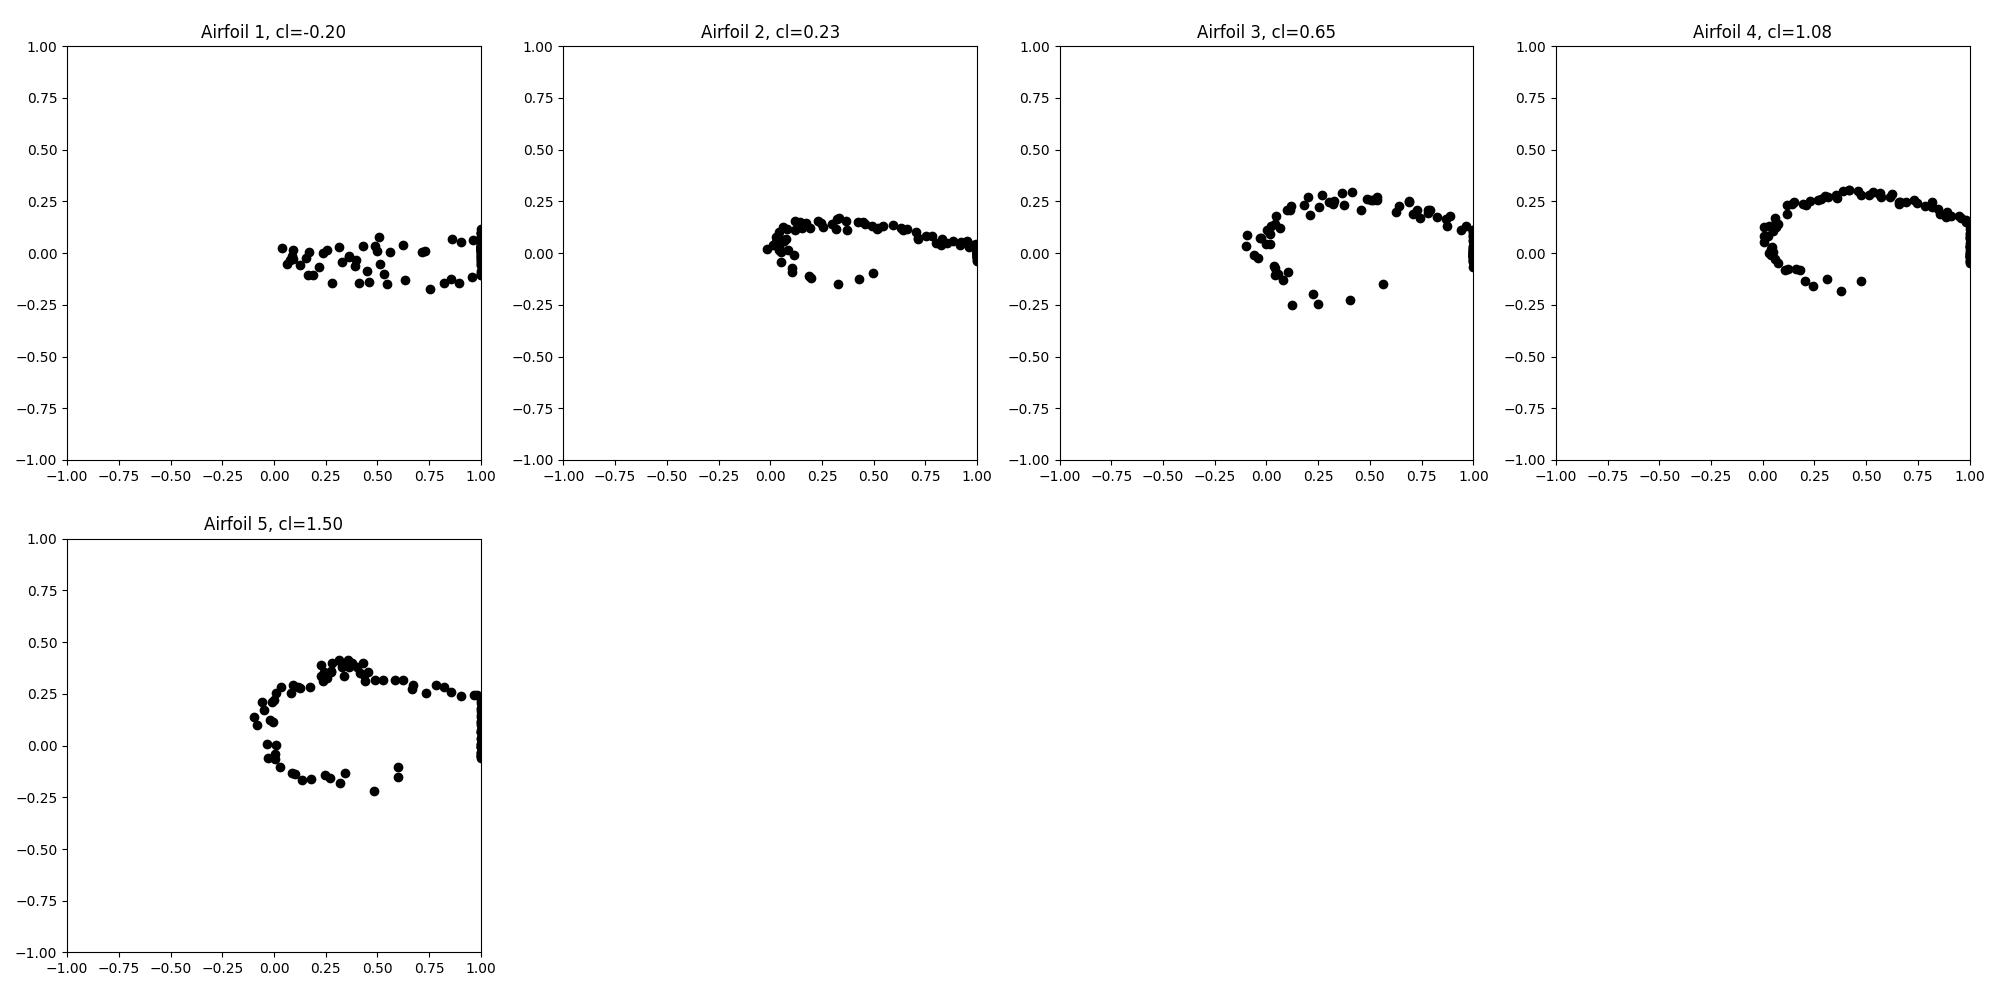 Airfoil 1, cl=-0.20
Airfoil 2, cl=0.23
Airfoil 3, cl=0.65
Airfoil 4, cl=1.08
1.00 1.00 1.00 1.00
0.75 0.75 0.75 0.75
0.50 0.50 0.50 0.50
0.25 0.25 0.25 0.25
0.00 0.00 0.00 0.00
−0.25 −0.25 −0.25 −0.25
−0.50 −0.50 −0.50 −0.50
−0.75 −0.75 −0.75 −0.75
−1.00 −1.00 −1.00 −1.00
−1.00 −0.75 −0.50 −0.25 0.00 0.25 0.50 0.75 1.00
−1.00 −0.75 −0.50 −0.25 0.00 0.25 0.50 0.75 1.00
−1.00 −0.75 −0.50 −0.25 0.00 0.25 0.50 0.75 1.00
−1.00 −0.75 −0.50 −0.25 0.00 0.25 0.50 0.75 1.00
Airfoil 5, cl=1.50
1.00
0.75
0.50
0.25
0.00
−0.25
−0.50
−0.75
−1.00
−1.00 −0.75 −0.50 −0.25 0.00 0.25 0.50 0.75 1.00